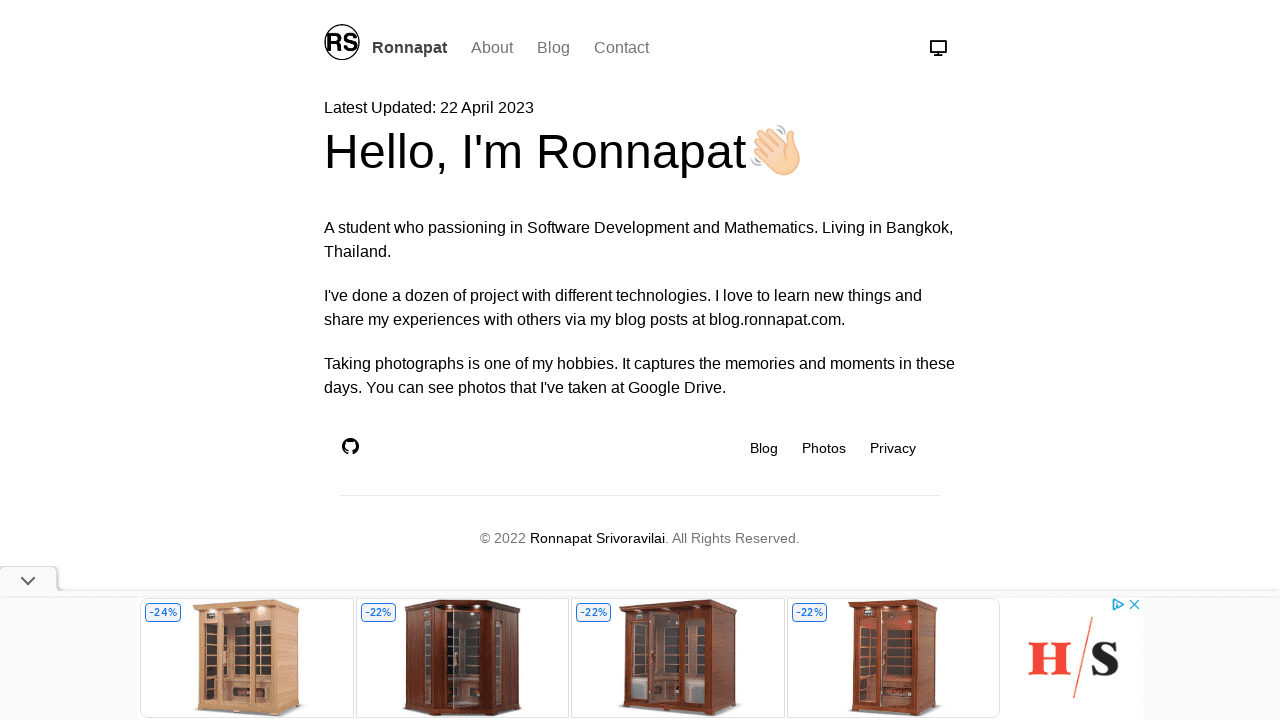 RS Ronnapat About Blog Contact
Latest Updated: 22 April 2023
Hello, I'm Ronnapat👋🏻
A student who passioning in Software Development and Mathematics. Living in Bangkok,
Thailand.
I've done a dozen of project with different technologies. I love to learn new things and
share my experiences with others via my blog posts at blog.ronnapat.com.
Taking photographs is one of my hobbies. It captures the memories and moments in these
days. You can see photos that I've taken at Google Drive.
Blog Photos Privacy
© 2022 Ronnapat Srivoravilai. All Rights Reserved.
-24% -22% -22% -22%
H/S